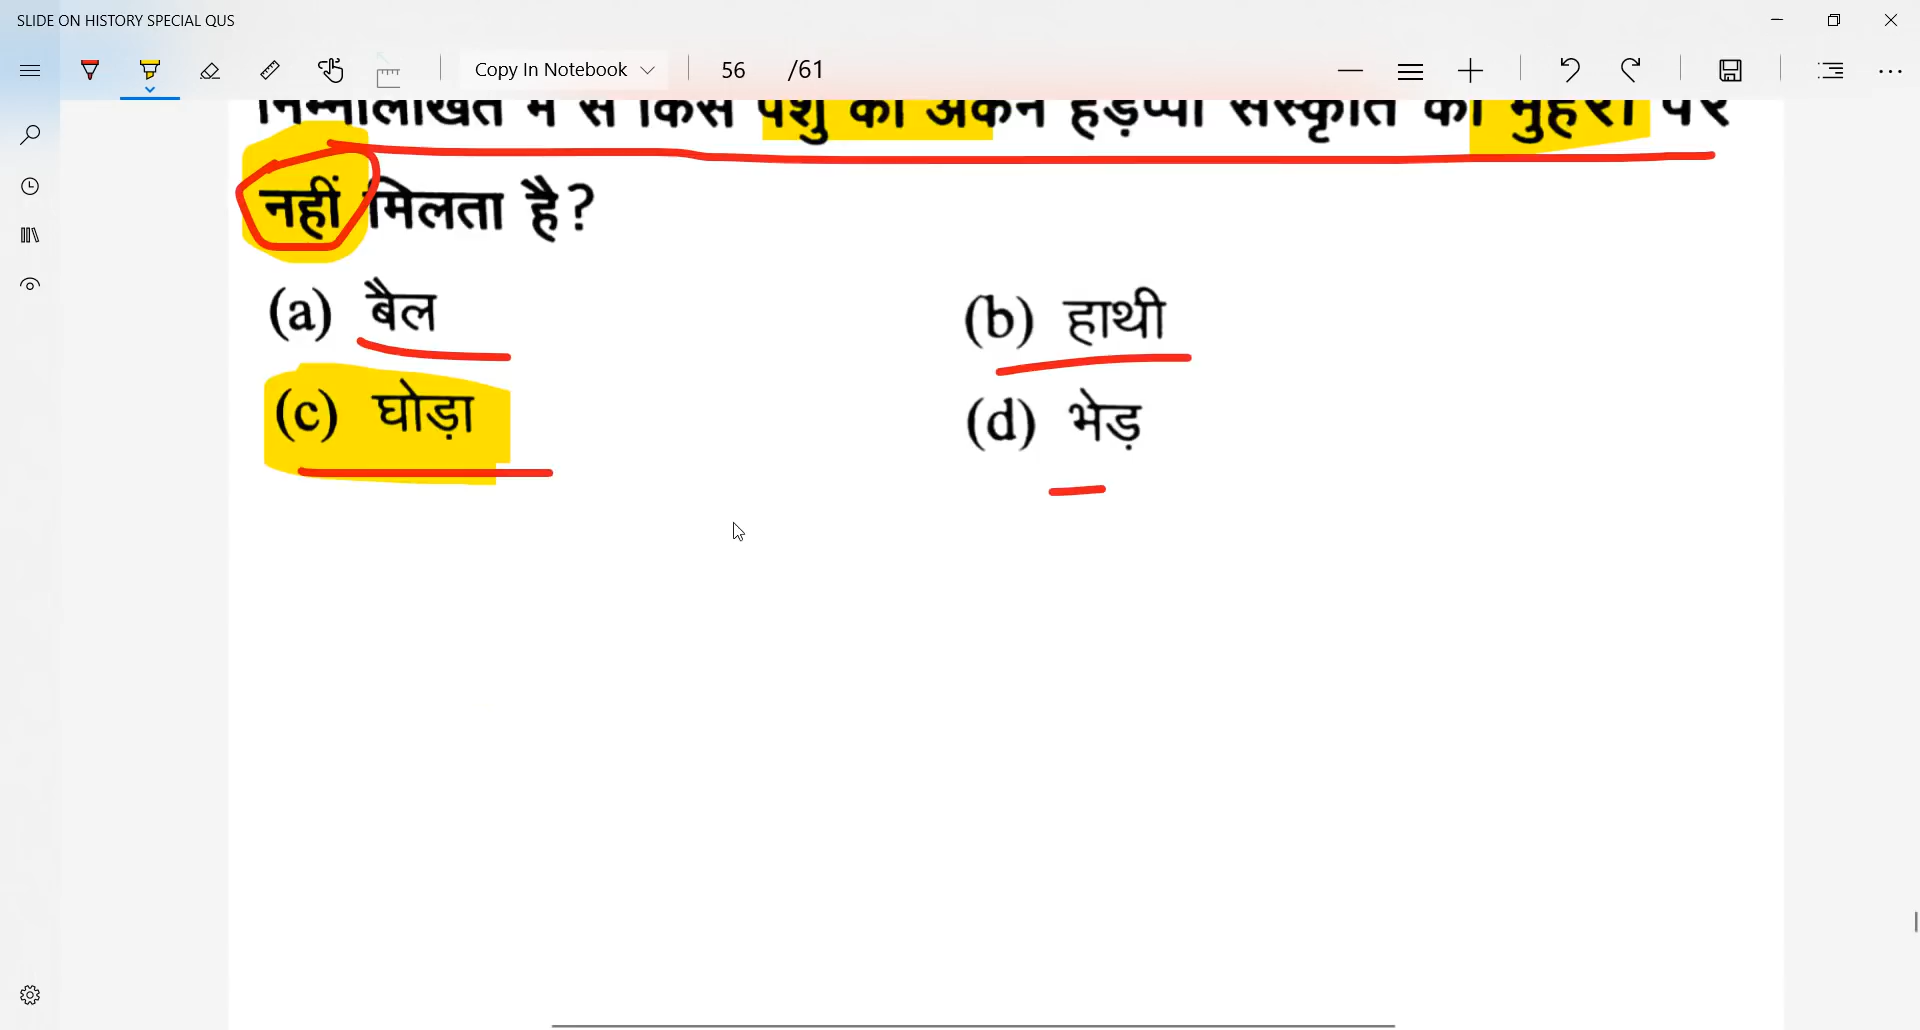 SLIDE ON HISTORY SPECIAL QUS
Copy In Notebook 56 /61
निम्नलिखित में से किस पशु का अंकन हड़प्पा संस्कृति की मुहरों पर
नहीं मिलता है?
(a) बैल (b) हाथी
(c) घोड़ा (d) भेड़